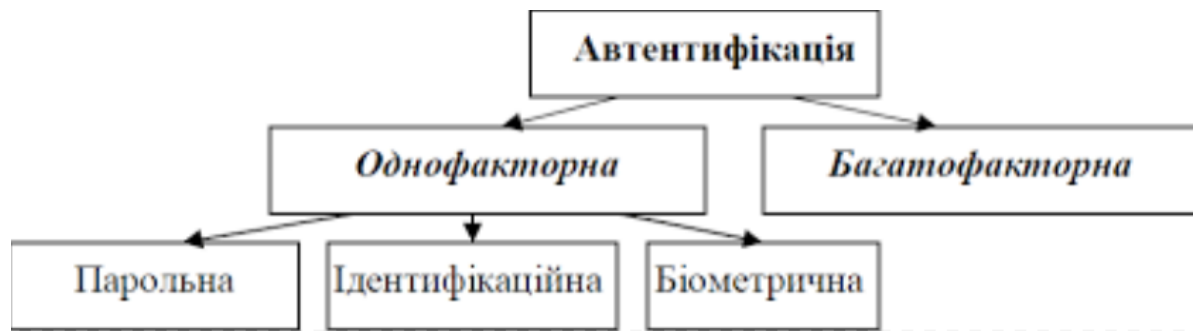 Автентифікація
Однофакторна
Багатофакторна
Парольна
Ідентифікаційна
Біометрична